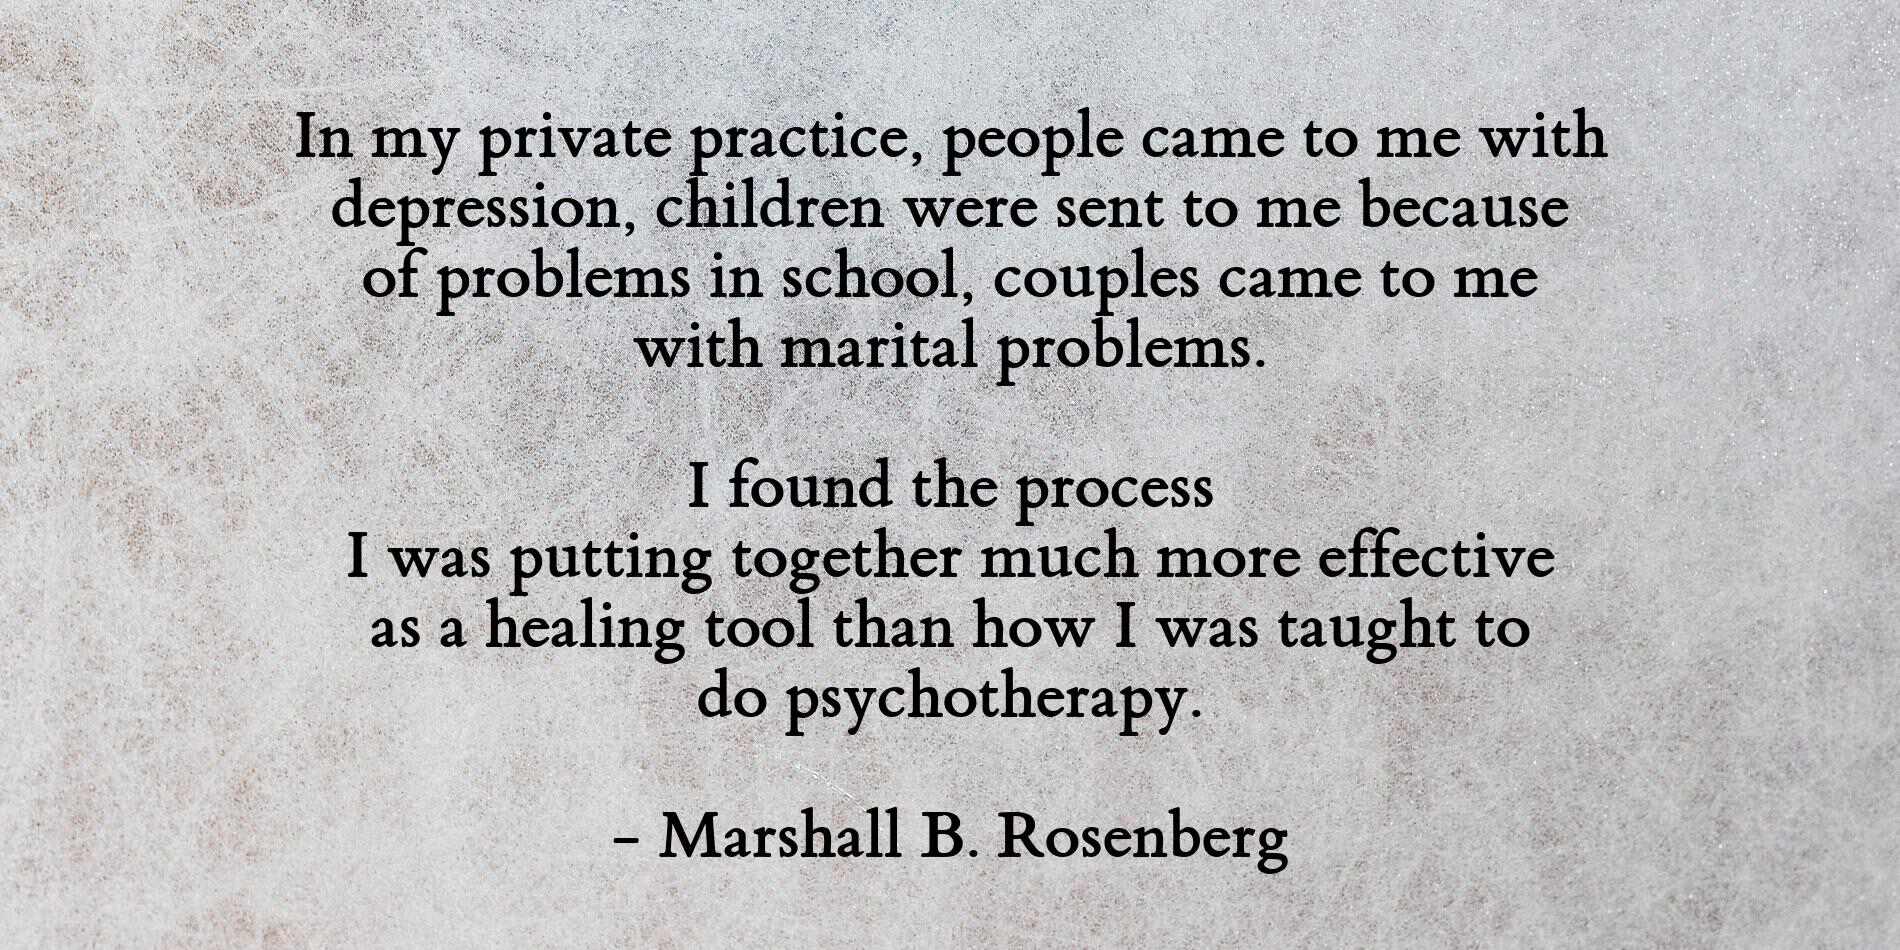 In my private practice, people came to me with
depression, children were sent to me because
of problems in school, couples came to me
with marital problems.
I found the process
I was putting together much more effective
as a healing tool than how I was taught to
do psychotherapy.
- Marshall B. Rosenberg